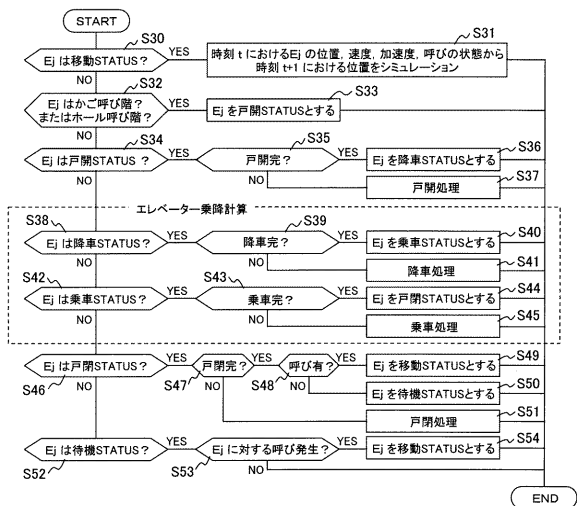 START
S30
Ej は移動STATUS？
YES
NO
S31
時刻 t におけるEj の位置, 速度, 加速度, 呼びの状態から
時刻 t+1 における位置をシミュレーション
S32
Ej はかご呼び階？
またはホール呼び階？
YES
NO
S33
Ej を戸開STATUSとする
S34
Ej は戸開STATUS ？
YES
NO
S35
戸開完？
YES
NO
S36
Ej を降車STATUSとする
S37
戸開処理
エレベーター乗降計算
S38
Ej は降車STATUS？
YES
NO
S39
降車完？
YES
NO
S40
Ej を乗車STATUSとする
S41
降車処理
S42
Ej は乗車STATUS？
YES
NO
S43
乗車完？
YES
NO
S44
Ej を戸閉STATUSとする
S45
乗車処理
Ej は戸閉STATUS？
S46
YES
NO
戸閉完？
S47
YES
NO
呼び有？
S48
YES
NO
S49
Ej を移動STATUSとする
S50
Ej を待機STATUSとする
S51
戸閉処理
Ej は待機STATUS？
S52
YES
NO
Ej に対する呼び発生？
S53
YES
NO
S54
Ej を移動STATUSとする
END